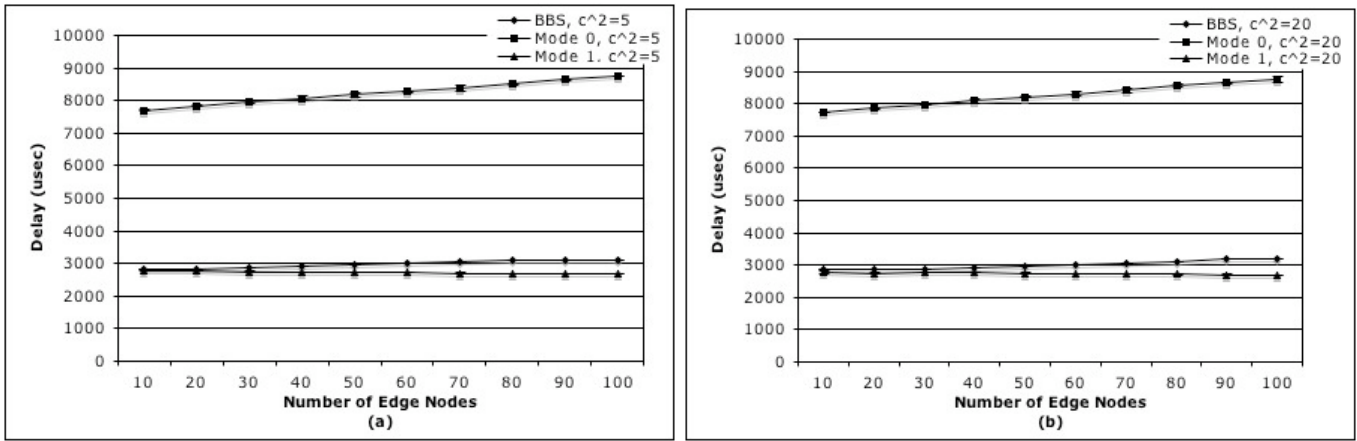 BBS, c^2=5
Mode 0, c^2=5
Mode 1. c^2=5
10000
9000
8000
7000
6000
5000
4000
3000
2000
1000
0
Delay (usec)
10 20 30 40 50 60 70 80 90 100
Number of Edge Nodes
(a)
BBS, c^2=20
Mode 0, c^2=20
Mode 1, c^2=20
10000
9000
8000
7000
6000
5000
4000
3000
2000
1000
0
Delay (usec)
10 20 30 40 50 60 70 80 90 100
Number of Edge Nodes
(b)